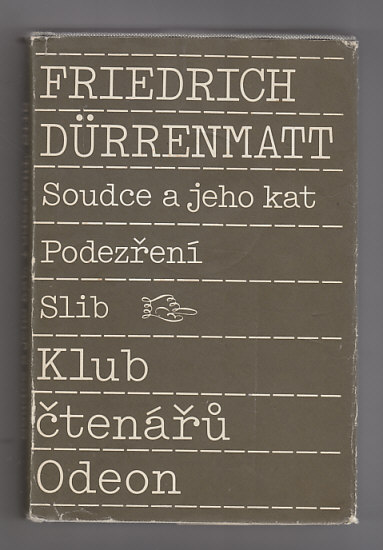 FRIEDRICH
DÜRRENMATT
Soudce a jeho kat
Podezření
Slib
Klub
čtenářů
Odeon